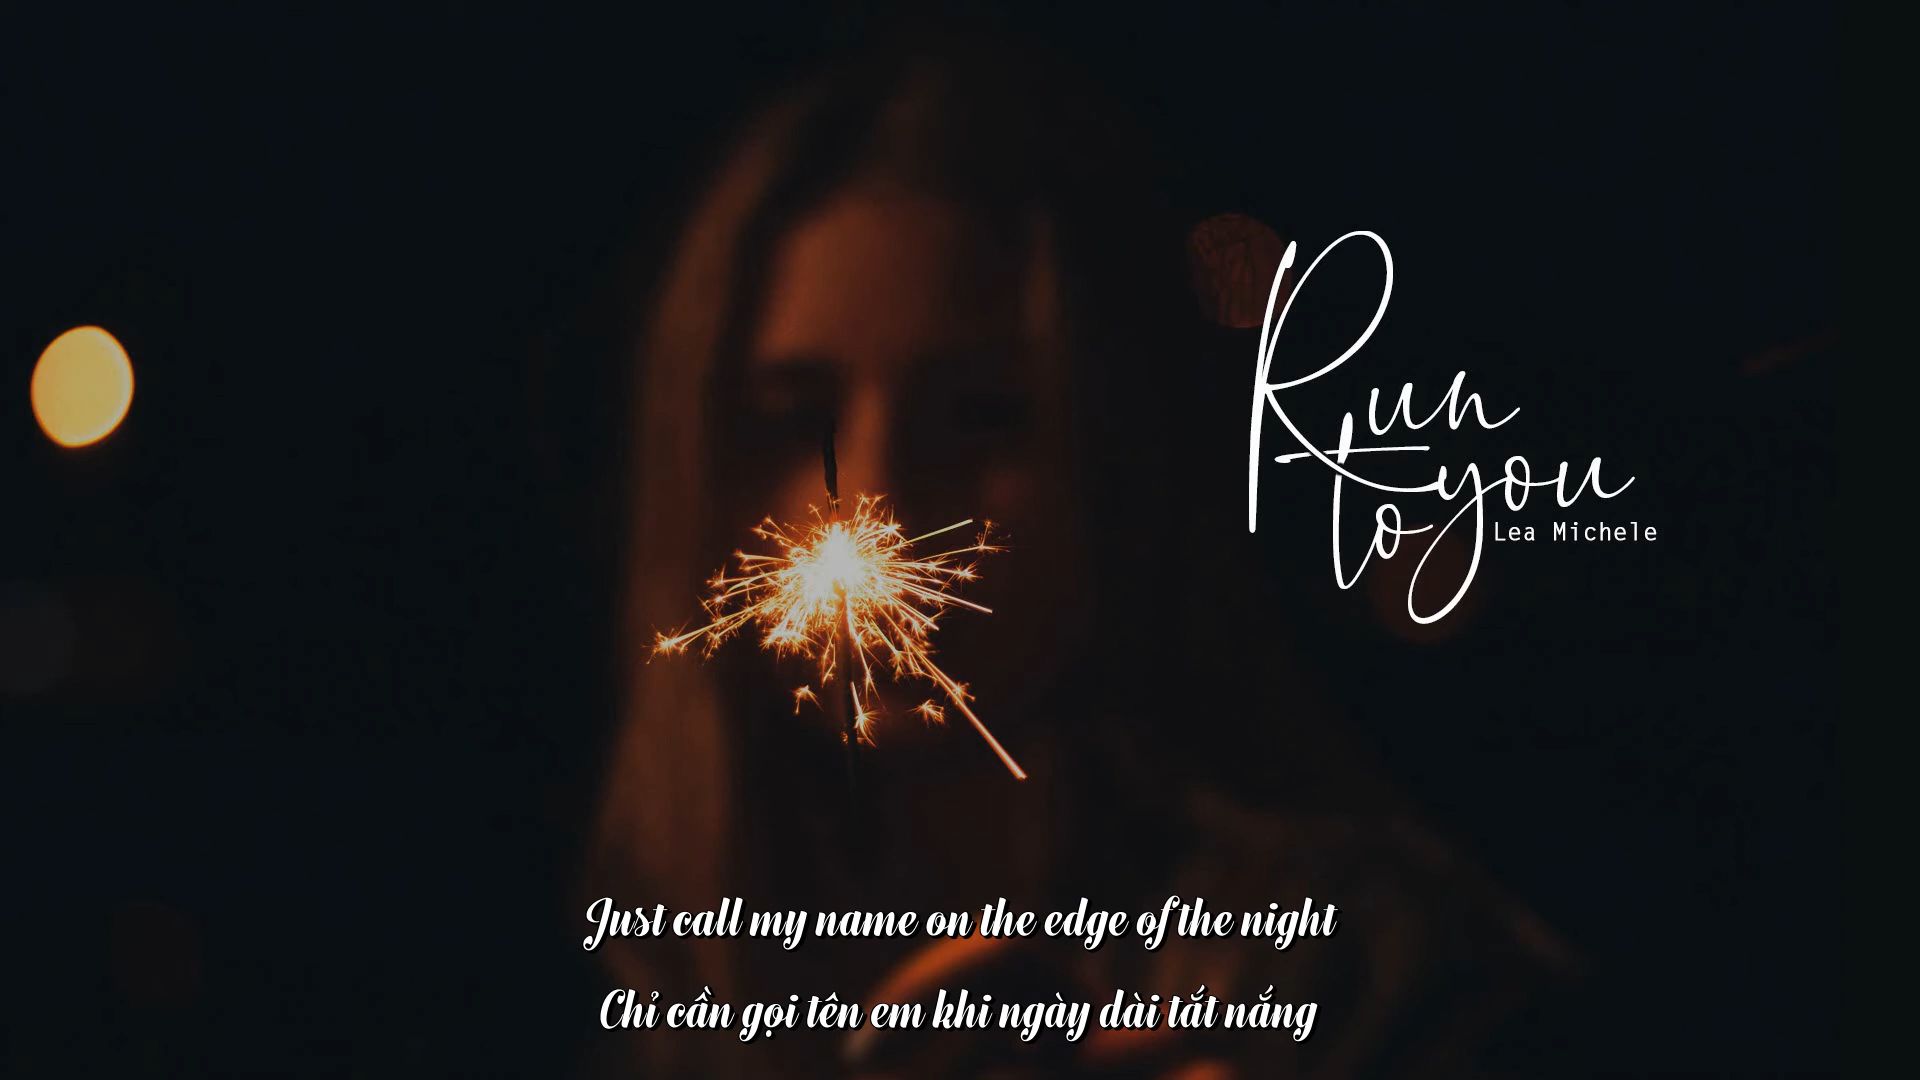 Run
to you
Lea Michele
Just call my name on the edge of the night
Chỉ cần gọi tên em khi ngày dài tắt nắng